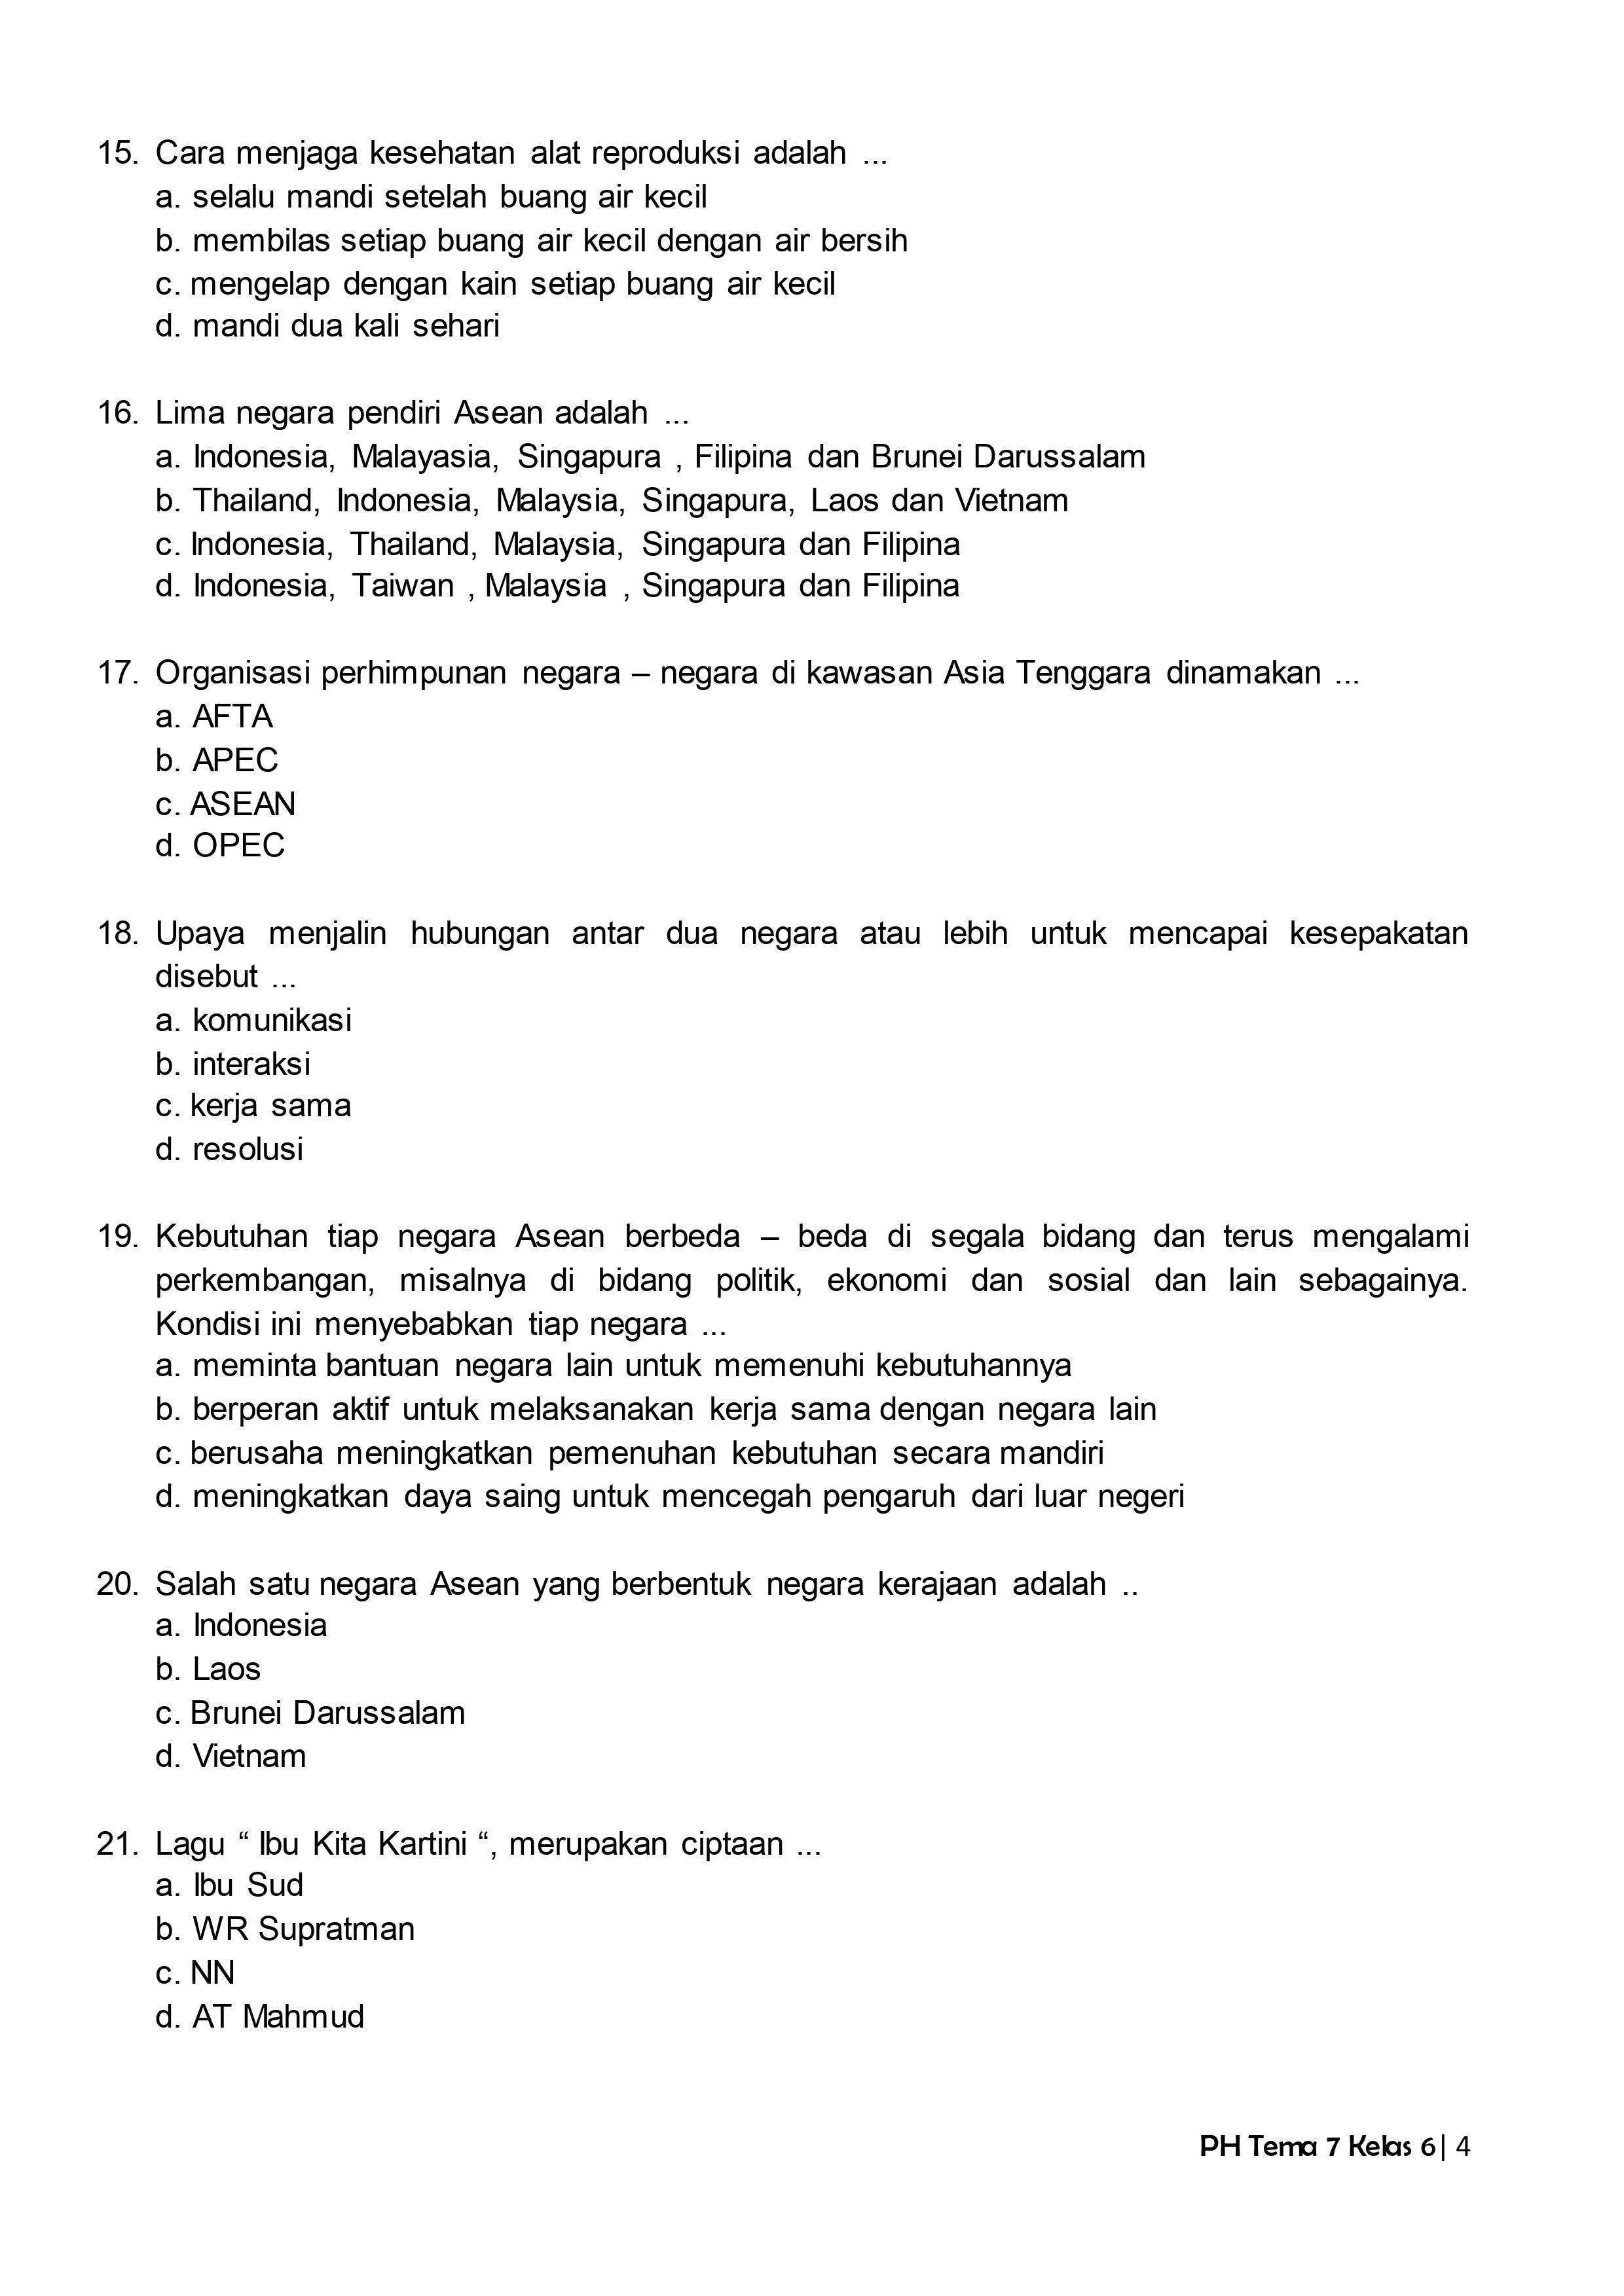 15. Cara menjaga kesehatan alat reproduksi adalah ...
a. selalu mandi setelah buang air kecil
b. membilas setiap buang air kecil dengan air bersih
c. mengelap dengan kain setiap buang air kecil
d. mandi dua kali sehari
16. Lima negara pendiri Asean adalah ...
a. Indonesia, Malayasia, Singapura , Filipina dan Brunei Darussalam
b. Thailand, Indonesia, Malaysia, Singapura, Laos dan Vietnam
c. Indonesia, Thailand, Malaysia, Singapura dan Filipina
d. Indonesia, Taiwan , Malaysia , Singapura dan Filipina
17. Organisasi perhimpunan negara – negara di kawasan Asia Tenggara dinamakan ...
a. AFTA
b. APEC
c. ASEAN
d. OPEC
18. Upaya menjalin hubungan antar dua negara atau lebih untuk mencapai kesepakatan
disebut ...
a. komunikasi
b. interaksi
c. kerja sama
d. resolusi
19. Kebutuhan tiap negara Asean berbeda – beda di segala bidang dan terus mengalami
perkembangan, misalnya di bidang politik, ekonomi dan sosial dan lain sebagainya.
Kondisi ini menyebabkan tiap negara ...
a. meminta bantuan negara lain untuk memenuhi kebutuhannya
b. berperan aktif untuk melaksanakan kerja sama dengan negara lain
c. berusaha meningkatkan pemenuhan kebutuhan secara mandiri
d. meningkatkan daya saing untuk mencegah pengaruh dari luar negeri
20. Salah satu negara Asean yang berbentuk negara kerajaan adalah ..
a. Indonesia
b. Laos
c. Brunei Darussalam
d. Vietnam
21. Lagu “ Ibu Kita Kartini “, merupakan ciptaan ...
a. Ibu Sud
b. WR Supratman
c. NN
d. AT Mahmud
PH Tema 7 Kelas 6| 4